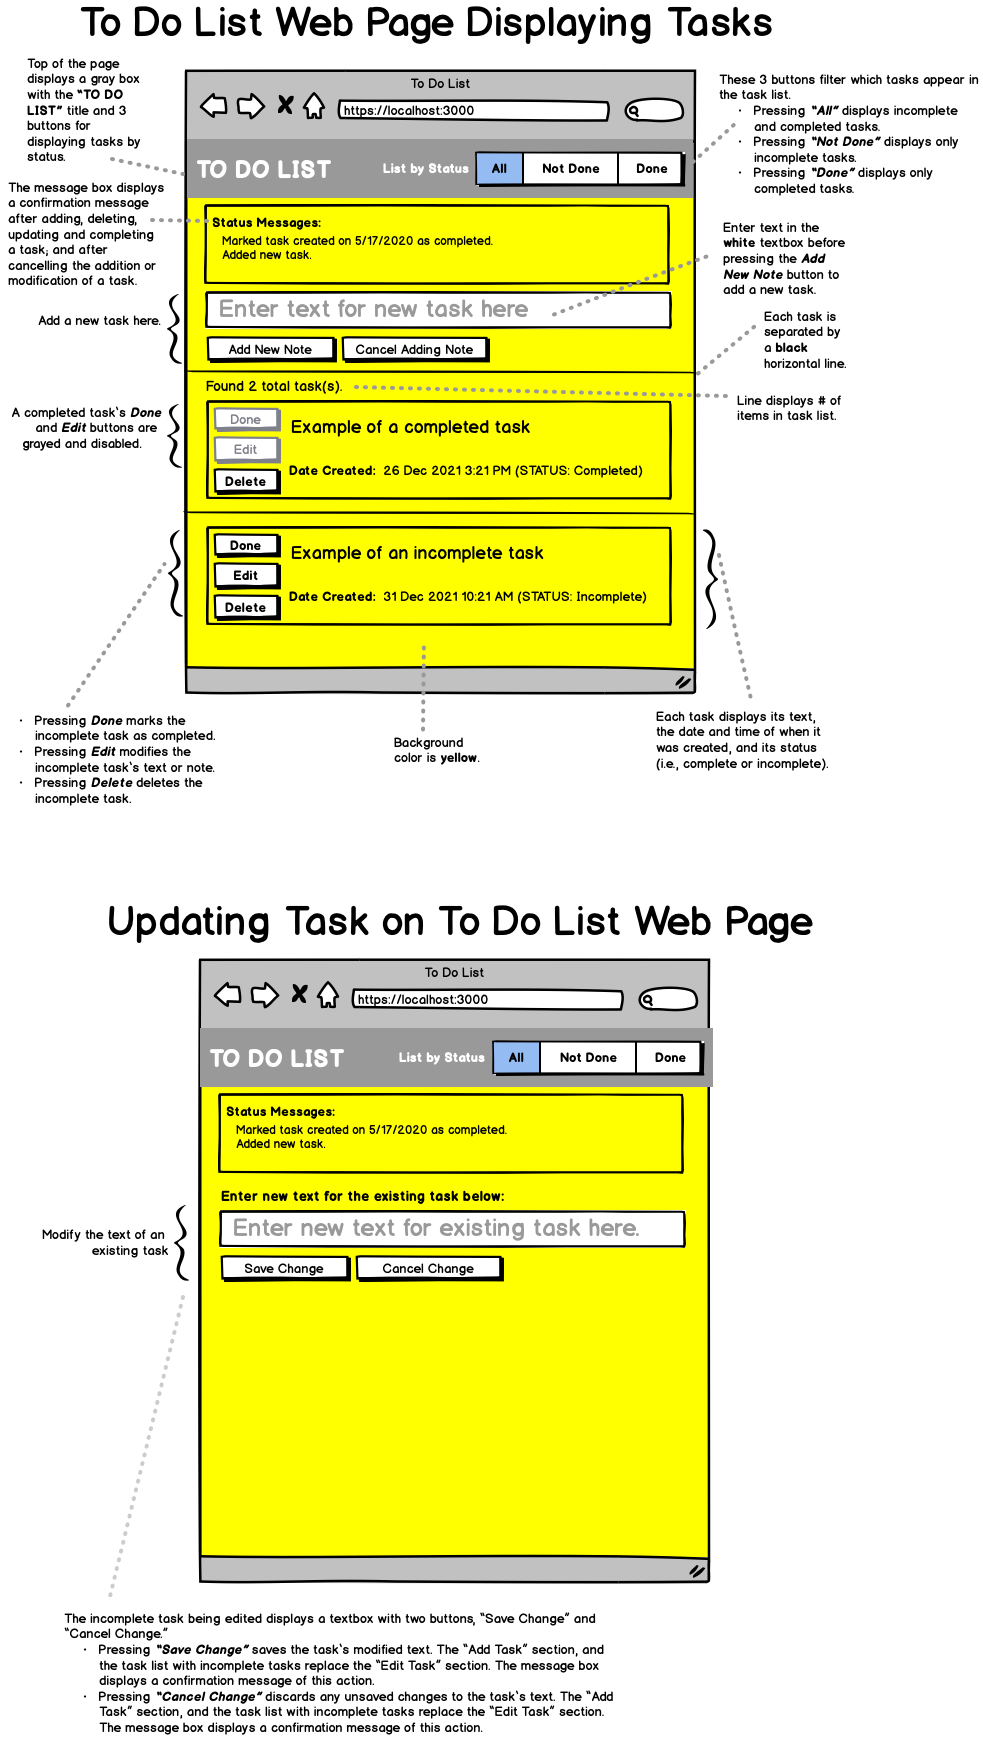 To Do List Web Page Displaying Tasks
Top of the page
displays a gray box
with the "TO DO
LIST" title and 3
buttons for
displaying tasks by
status.
The message box displays
a confirmation message
after adding, deleting,
updating and completing
a task; and after
cancelling the addition or
modification of a task.
Add a new task here.
A completed task's Done
and Edit buttons are
grayed and disabled.
To Do List
https://localhost:3000
TO DO LIST
List by Status
All
Not Done
Done
Status Messages:
Marked task created on 5/17/2020 as completed.
Added new task.
Enter text for new task here
Add New Note
Cancel Adding Note
Found 2 total task(s).
Done
Edit
Delete
Example of a completed task
Date Created: 26 Dec 2021 3:21 PM (STATUS: Completed)
Done
Edit
Delete
Example of an incomplete task
Date Created: 31 Dec 2021 10:21 AM (STATUS: Incomplete)
These 3 buttons filter which tasks appear in
the task list.
· Pressing "All" displays incomplete
and completed tasks.
· Pressing "Not Done" displays only
incomplete tasks.
· Pressing "Done" displays only
completed tasks.
Enter text in the
white textbox before
pressing the Add
New Note button to
add a new task.
Each task is
separated by
a black
horizontal line.
Line displays # of
items in task list.
· Pressing Done marks the
incomplete task as completed.
· Pressing Edit modifies the
incomplete task's text or note.
· Pressing Delete deletes the
incomplete task.
Background
color is yellow.
Each task displays its text,
the date and time of when it
was created, and its status
(i.e., complete or incomplete).
Updating Task on To Do List Web Page
To Do List
https://localhost:3000
TO DO LIST
List by Status
All
Not Done
Done
Status Messages:
Marked task created on 5/17/2020 as completed.
Added new task.
Enter new text for the existing task below:
Enter new text for existing task here.
Save Change
Cancel Change
Modify the text of an
existing task
The incomplete task being edited displays a textbox with two buttons, "Save Change" and
"Cancel Change."
· Pressing "Save Change" saves the task's modified text. The "Add Task" section, and
the task list with incomplete tasks replace the "Edit Task" section. The message box
displays a confirmation message of this action.
· Pressing "Cancel Change" discards any unsaved changes to the task's text. The "Add
Task" section, and the task list with incomplete tasks replace the "Edit Task" section.
The message box displays a confirmation message of this action.